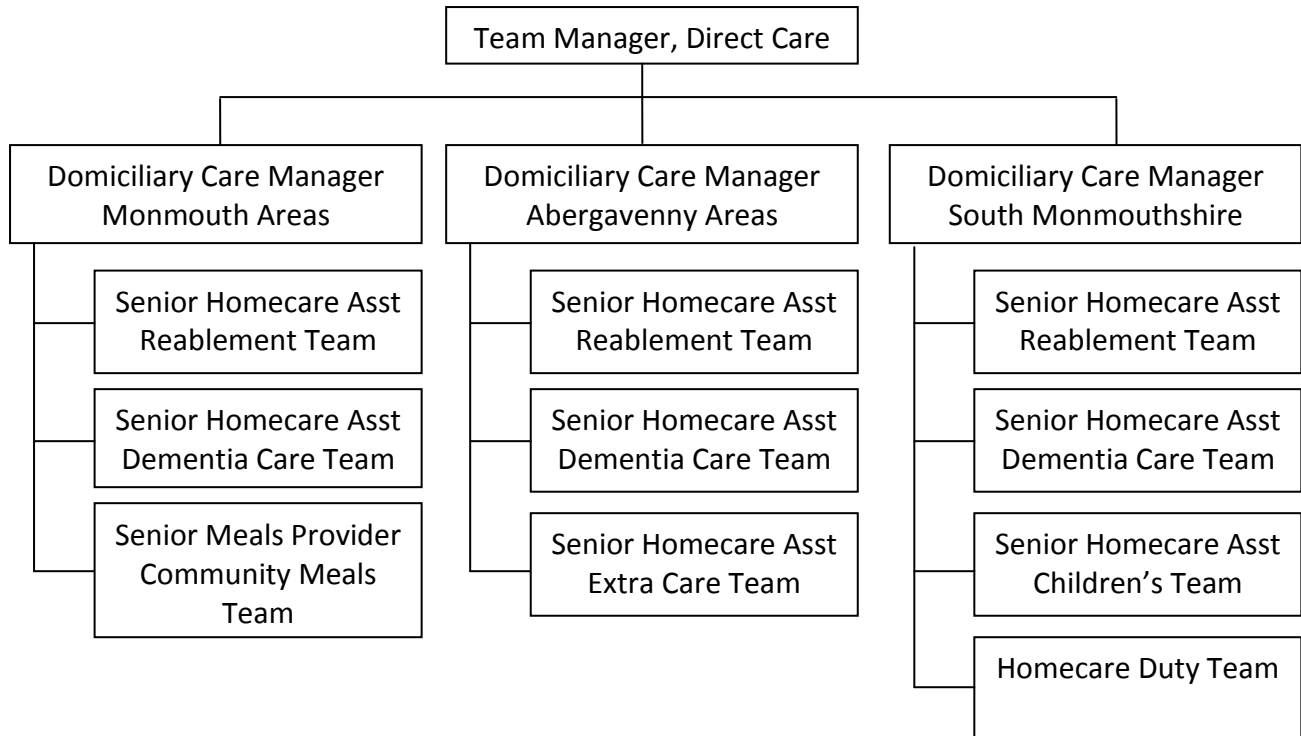 Team Manager, Direct Care
Domiciliary Care Manager
Monmouth Areas
Senior Homecare Asst
Reablement Team
Senior Homecare Asst
Dementia Care Team
Senior Meals Provider
Community Meals
Team
Domiciliary Care Manager
Abergavenny Areas
Senior Homecare Asst
Reablement Team
Senior Homecare Asst
Dementia Care Team
Senior Homecare Asst
Extra Care Team
Domiciliary Care Manager
South Monmouthshire
Senior Homecare Asst
Reablement Team
Senior Homecare Asst
Dementia Care Team
Senior Homecare Asst
Children’s Team
Homecare Duty Team